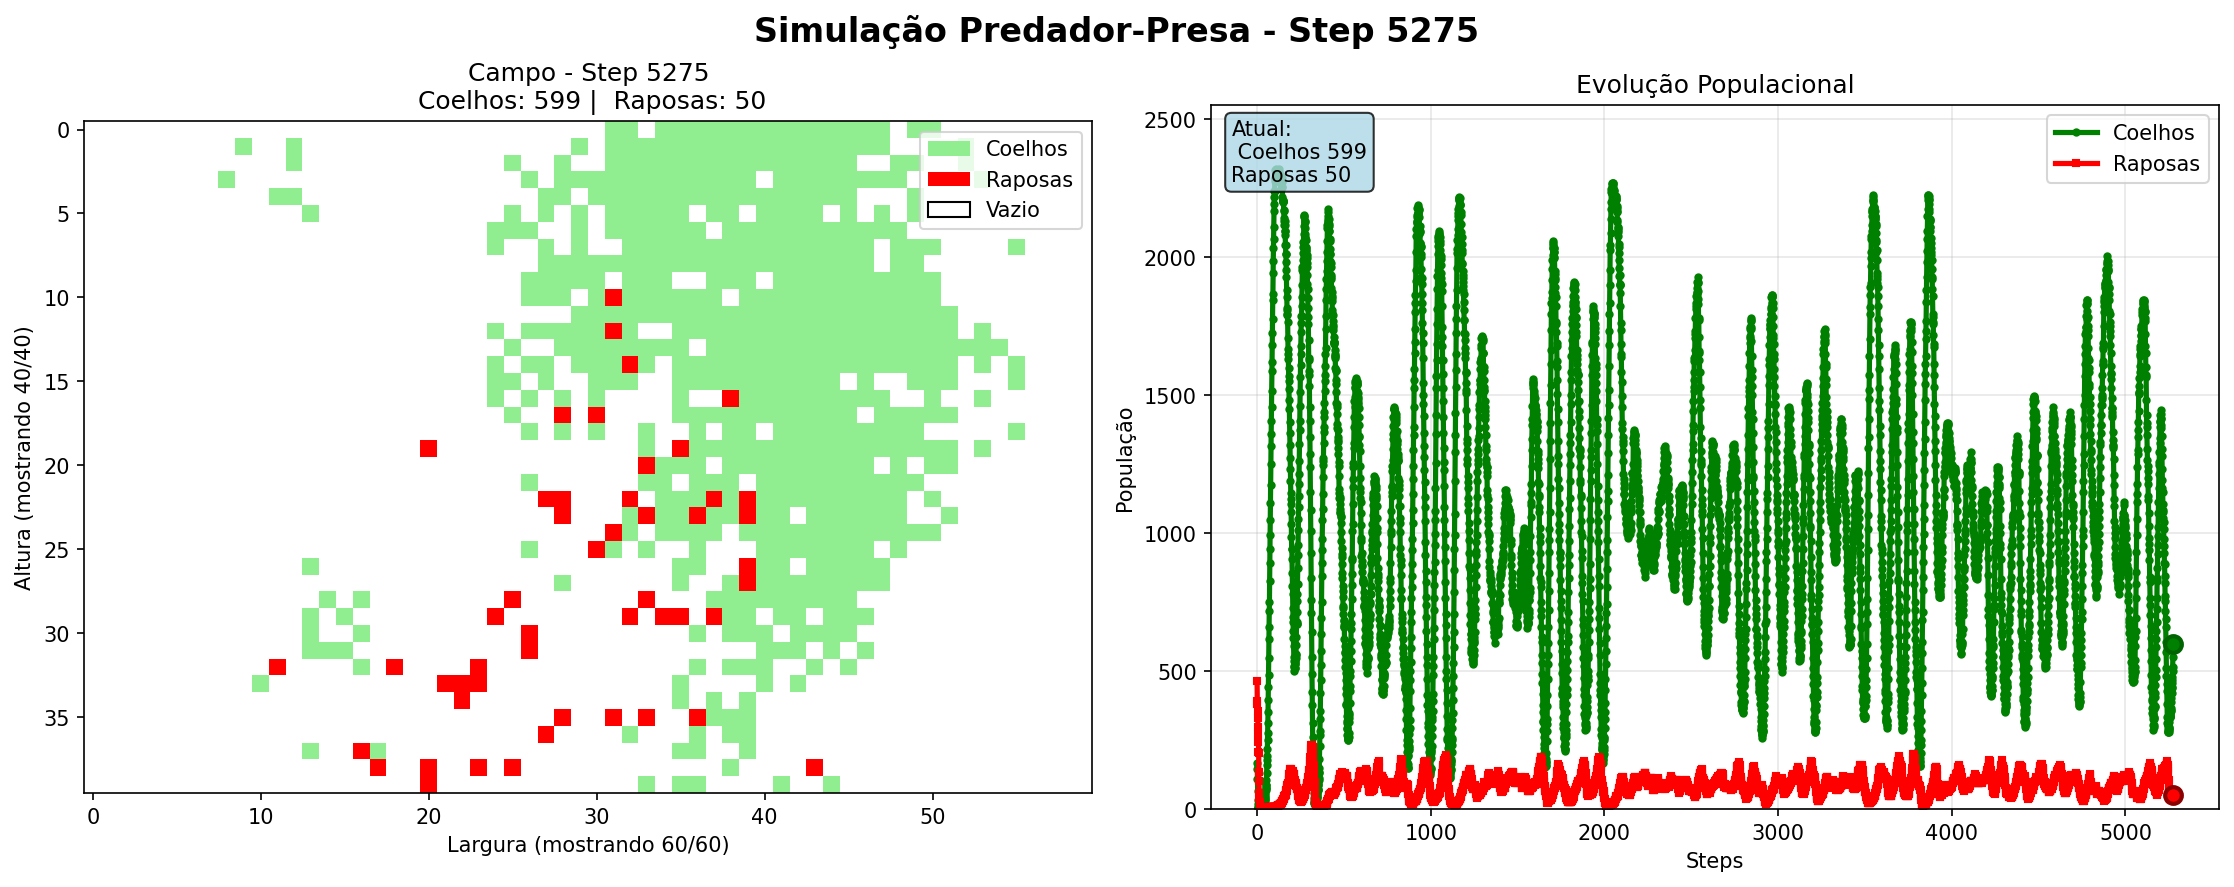 Simulação Predador-Presa - Step 5275
Campo - Step 5275
Coelhos: 599 |  Raposas: 50
Coelhos
Raposas
Vazio
0
5
10
15
20
25
30
35
Altura (mostrando 40/40)
0
10
20
30
40
50
Largura (mostrando 60/60)
Evolução Populacional
Atual:
Coelhos 599
Raposas 50
Coelhos
Raposas
2500
2000
1500
1000
500
0
População
0
1000
2000
3000
4000
5000
Steps